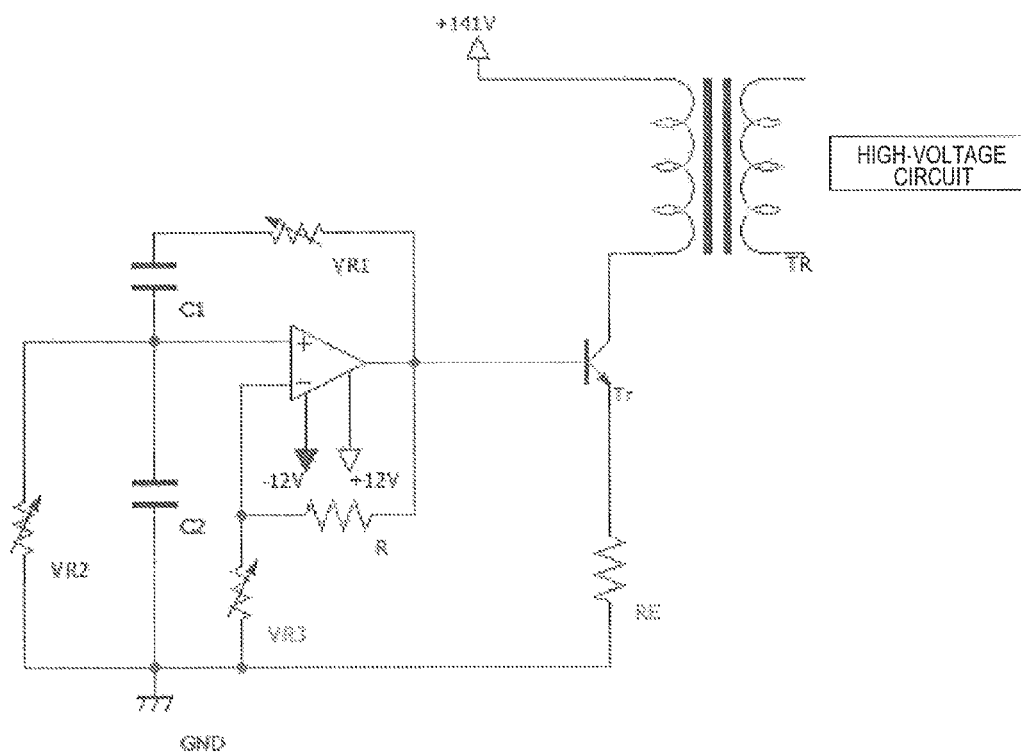 +141V
HIGH-VOLTAGE
CIRCUIT
TR
VR1
C1
+
−
Tr
-12V
+12V
R
C2
VR2
VR3
RE
GND